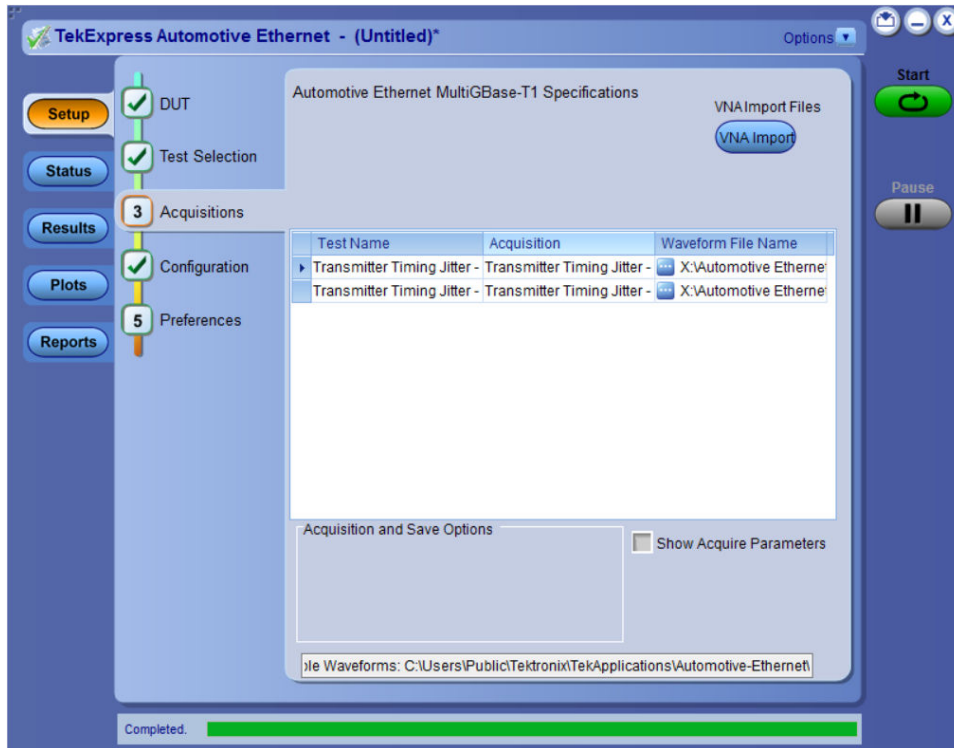 TekExpress Automotive Ethernet - (Untitled)*
Options
Start
Setup
DUT
Automotive Ethernet MultiGBase-T1 Specifications
VNA Import Files
VNA Import
Test Selection
Status
Pause
3 Acquisitions
Results
Test Name Acquisition Waveform File Name
Configuration
Transmitter Timing Jitter - Transmitter Timing Jitter - X:\Automotive Etherne
Plots
Transmitter Timing Jitter - Transmitter Timing Jitter - X:\Automotive Etherne
5 Preferences
Reports
Acquisition and Save Options
Show Acquire Parameters
le Waveforms: C:\Users\Public\Tektronix\TekApplications\Automotive-Ethernet\
Completed.